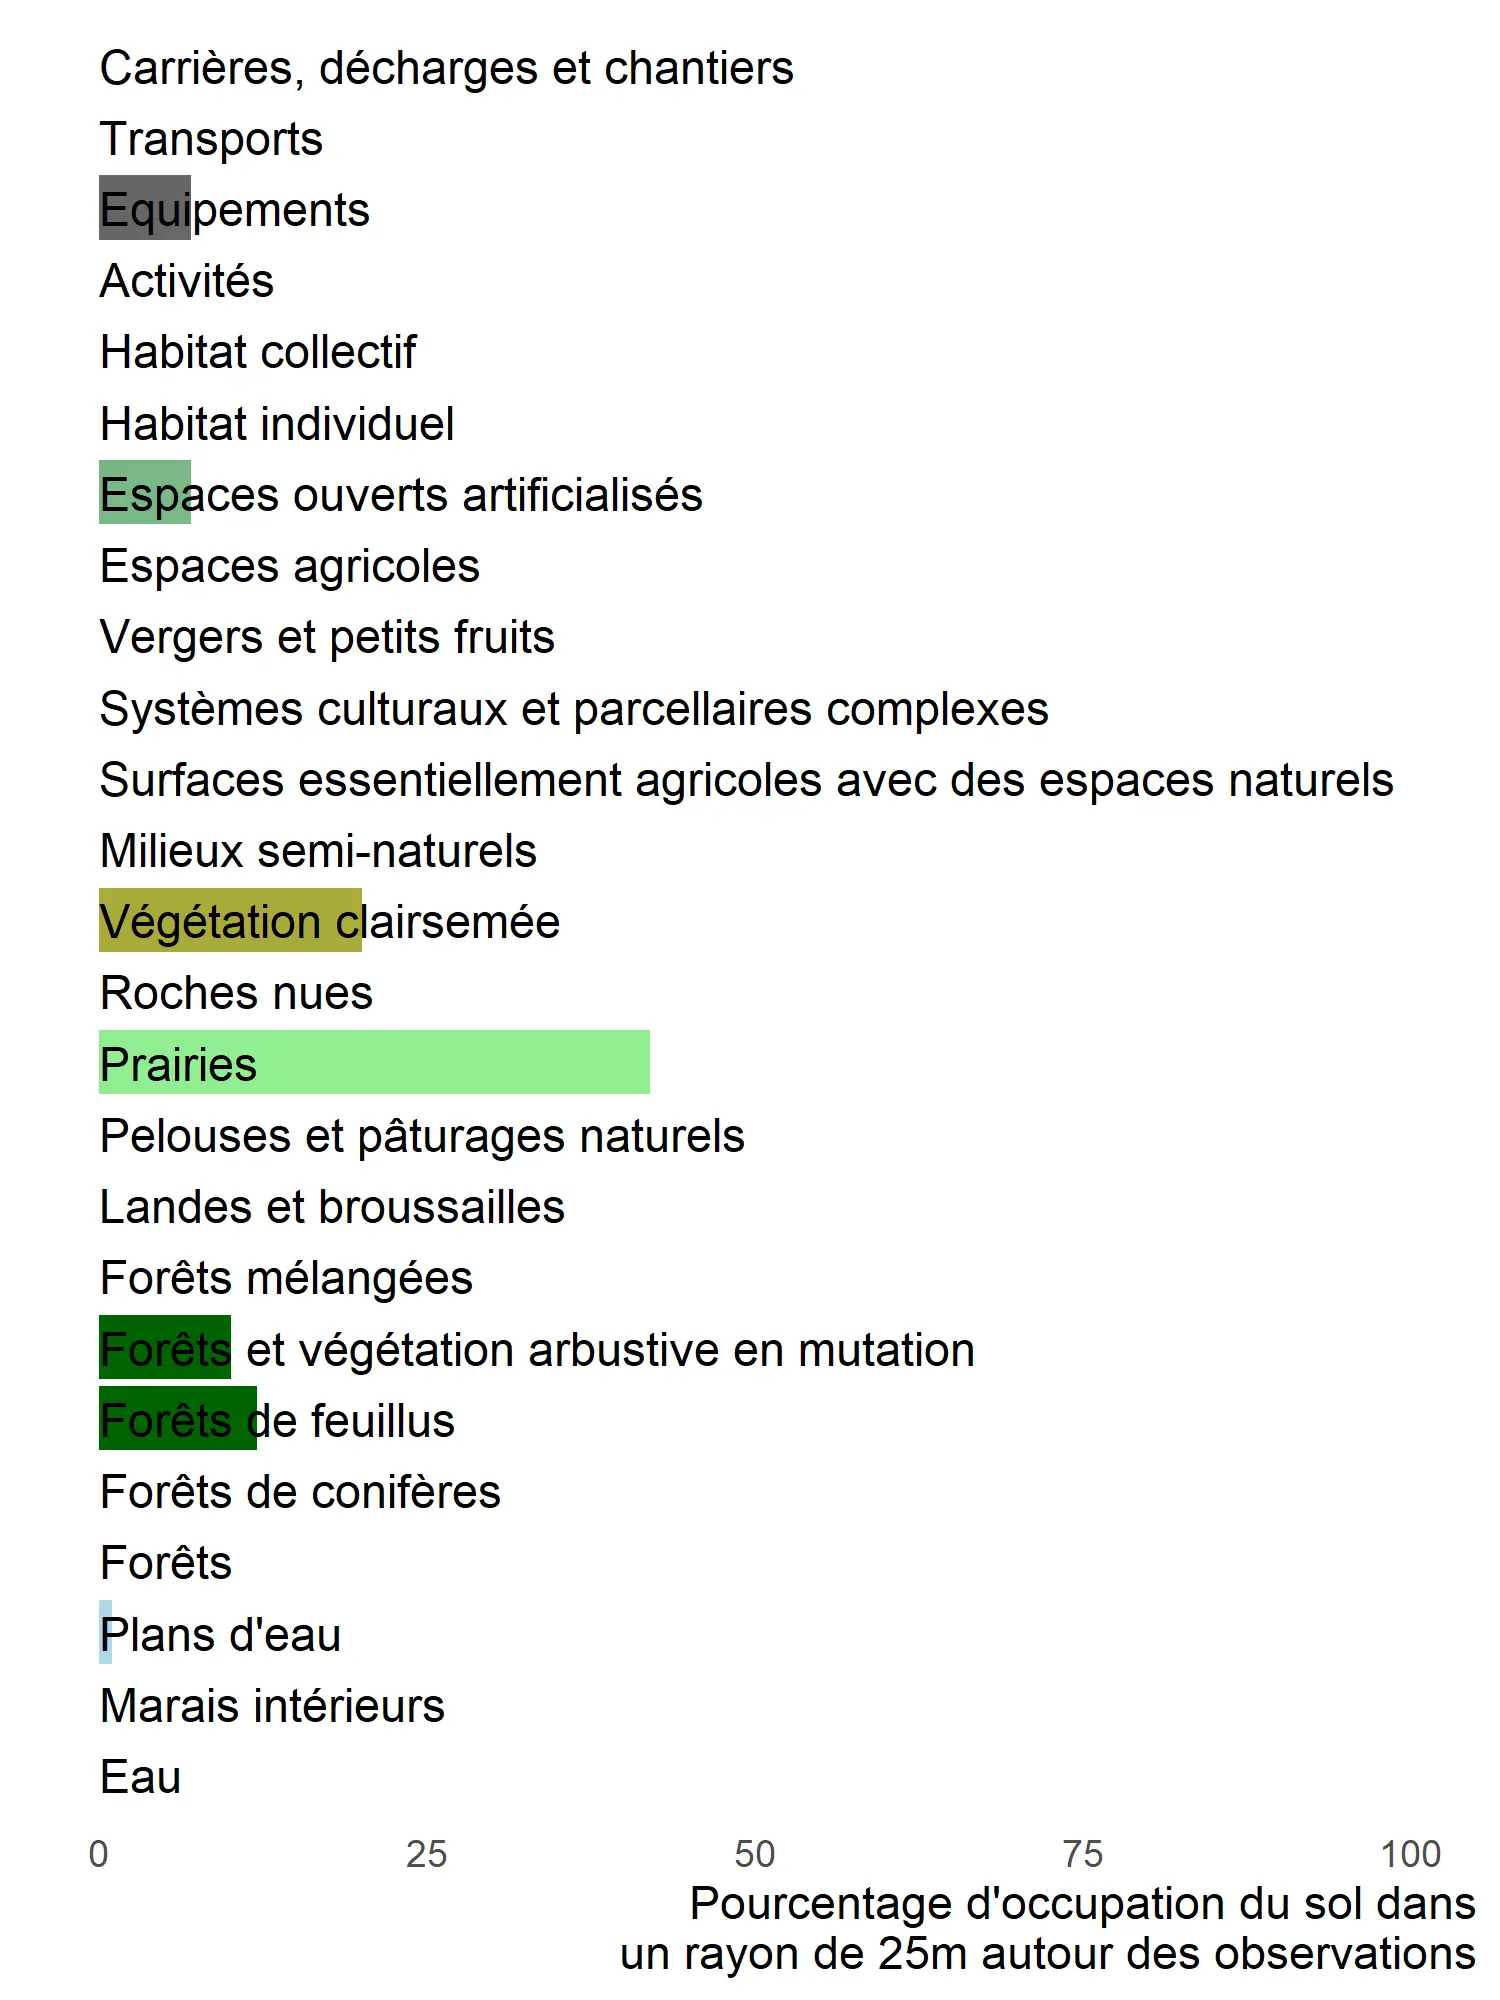 Carrières, décharges et chantiers
Transports
Equipements
Activités
Habitat collectif
Habitat individuel
Espaces ouverts artificialisés
Espaces agricoles
Vergers et petits fruits
Systèmes culturaux et parcellaires complexes
Surfaces essentiellement agricoles avec des espaces naturels
Milieux semi-naturels
Végétation clairsemée
Roches nues
Prairies
Pelouses et pâturages naturels
Landes et broussailles
Forêts mélangées
Forêts et végétation arbustive en mutation
Forêts de feuillus
Forêts de conifères
Forêts
Plans d'eau
Marais intérieurs
Eau
0 25 50 75 100
Pourcentage d'occupation du sol dans
un rayon de 25m autour des observations